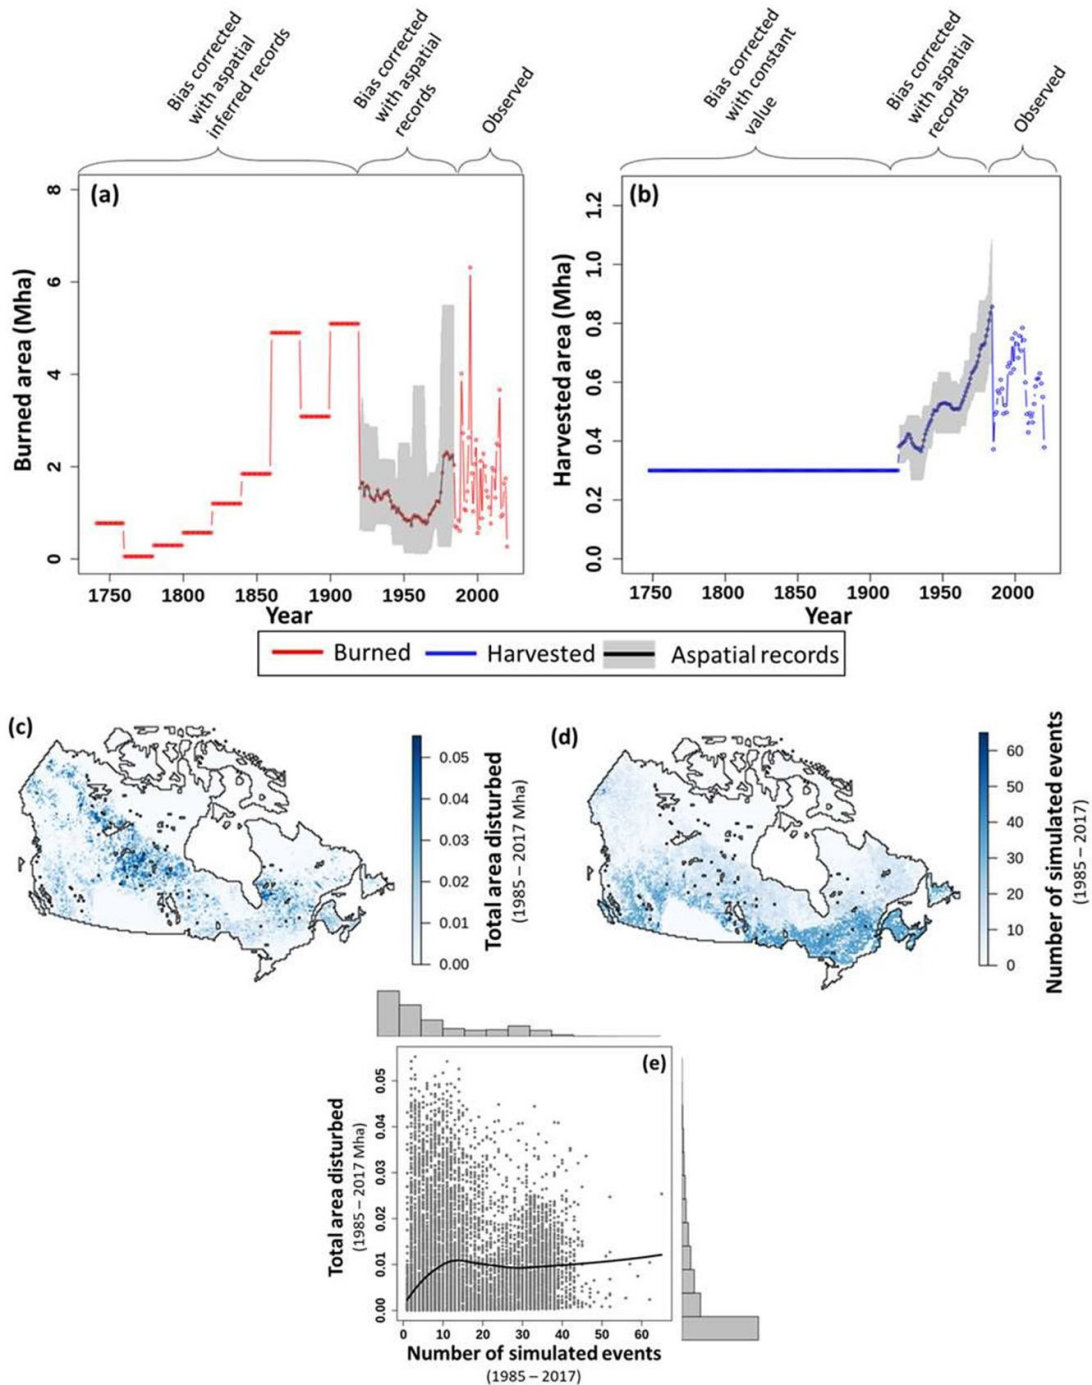 Bias corrected
with aspatial
inferred records
Bias corrected
with aspatial
records
Observed
Bias corrected
with constant
value
Bias corrected
with aspatial
records
Observed
(a)
Burned area (Mha)
8
6
4
2
0
1750 1800 1850 1900 1950 2000
Year
(b)
Harvested area (Mha)
1.2
1.0
0.8
0.6
0.4
0.2
0.0
1750 1800 1850 1900 1950 2000
Year
Burned Harvested Aspatial records
(c)
0.05
0.04
0.03
0.02
0.01
0.00
Total area disturbed
(1985 – 2017 Mha)
(d)
60
50
40
30
20
10
0
Number of simulated events
(1985 – 2017)
(e)
Total area disturbed
(1985 – 2017 Mha)
0.05
0.04
0.03
0.02
0.01
0.00
0 10 20 30 40 50 60
Number of simulated events
(1985 – 2017)